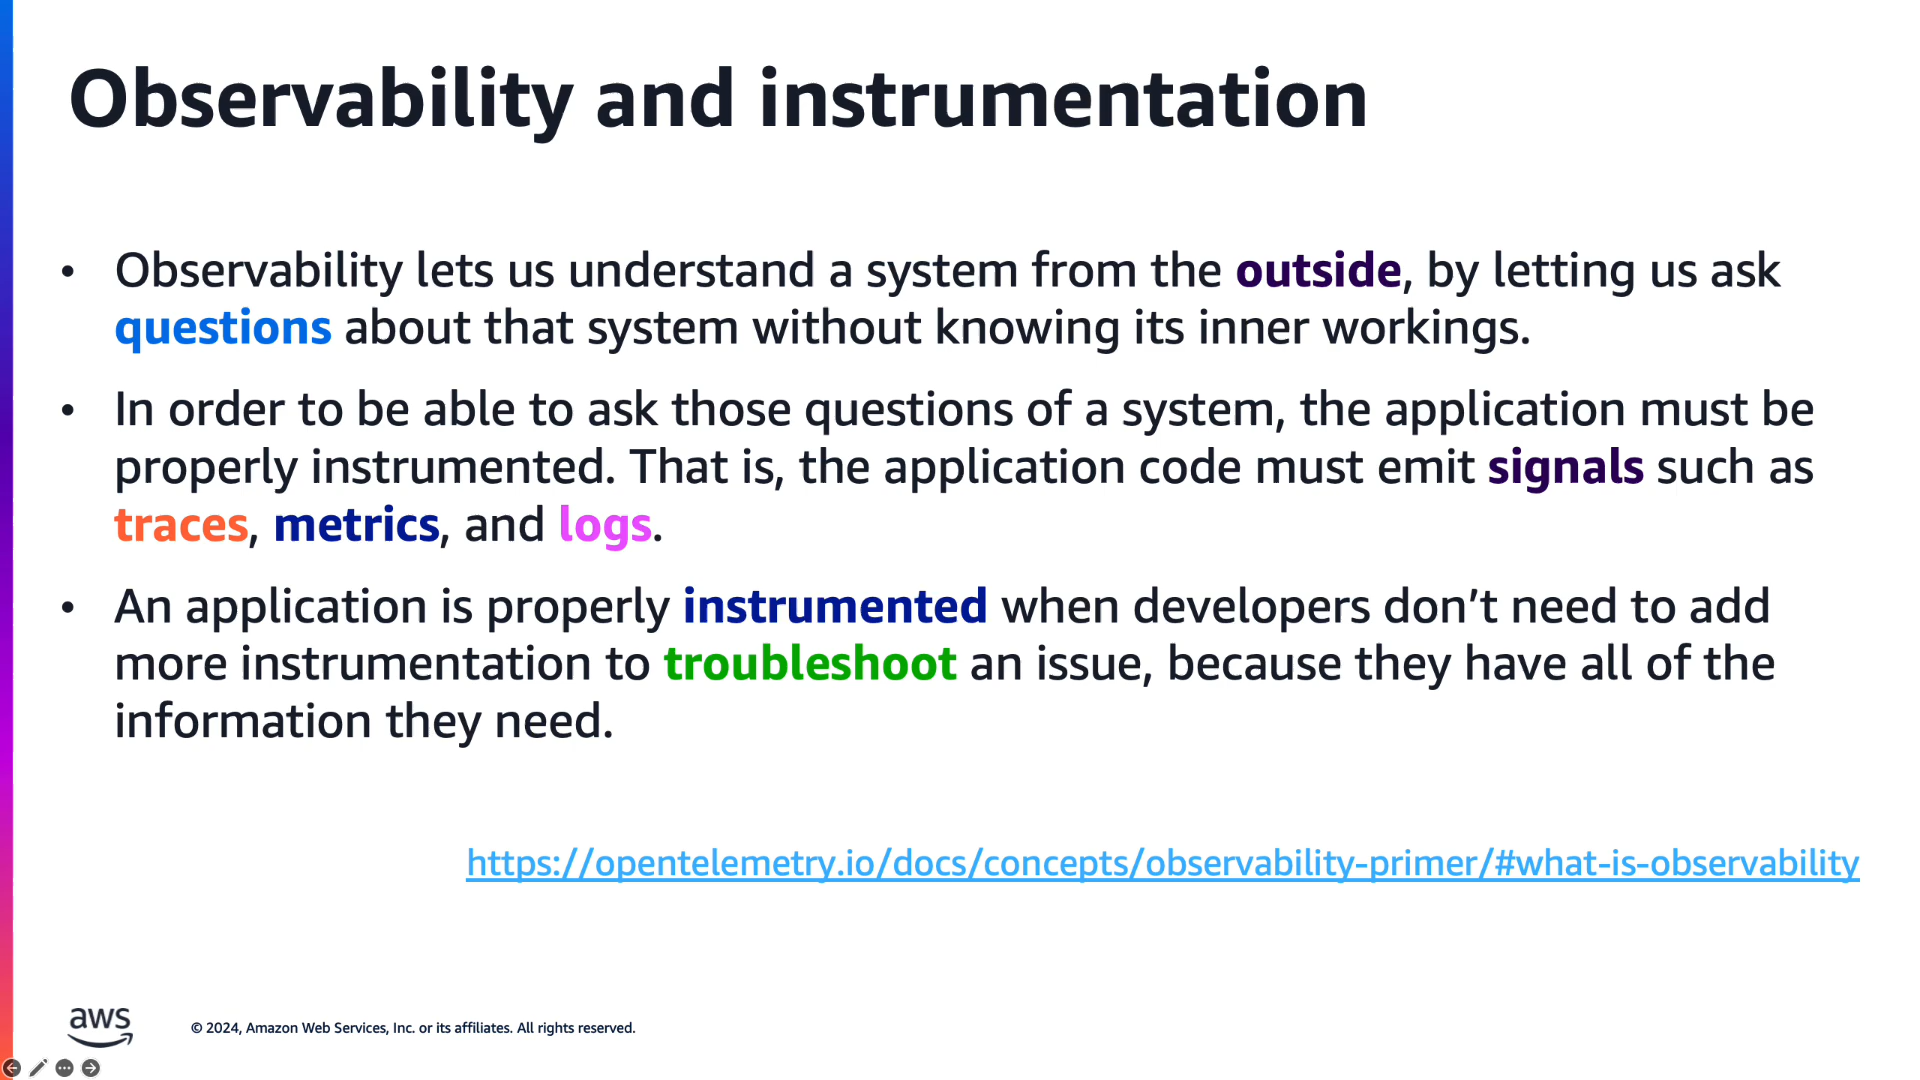 Observability and instrumentation
• Observability lets us understand a system from the outside, by letting us ask
questions about that system without knowing its inner workings.
• In order to be able to ask those questions of a system, the application must be
properly instrumented. That is, the application code must emit signals such as
traces, metrics, and logs.
• An application is properly instrumented when developers don’t need to add
more instrumentation to troubleshoot an issue, because they have all of the
information they need.
https://opentelemetry.io/docs/concepts/observability-primer/#what-is-observability
aws
© 2024, Amazon Web Services, Inc. or its affiliates. All rights reserved.